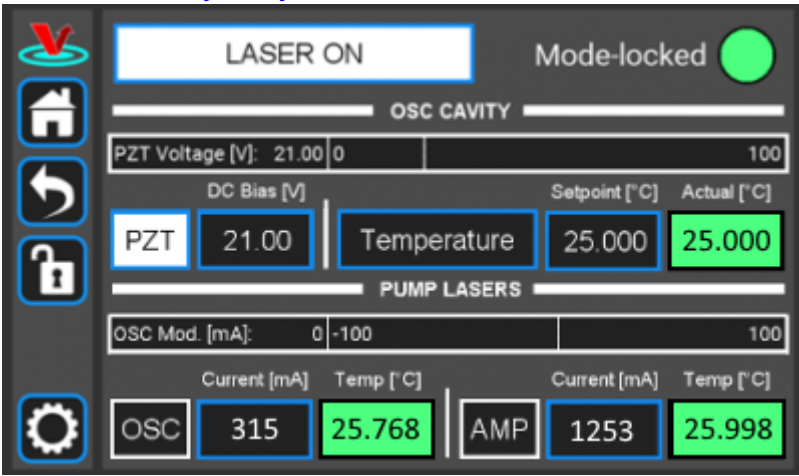 LASER ON Mode-locked
OSC CAVITY
PZT Voltage [V]: 21.00 0 100
DC Bias [V] Setpoint [°C] Actual [°C]
PZT 21.00 Temperature 25.000 25.000
PUMP LASERS
OSC Mod. [mA]: 0 -100 100
Current [mA] Temp [°C] Current [mA] Temp [°C]
OSC 315 25.768 AMP 1253 25.998